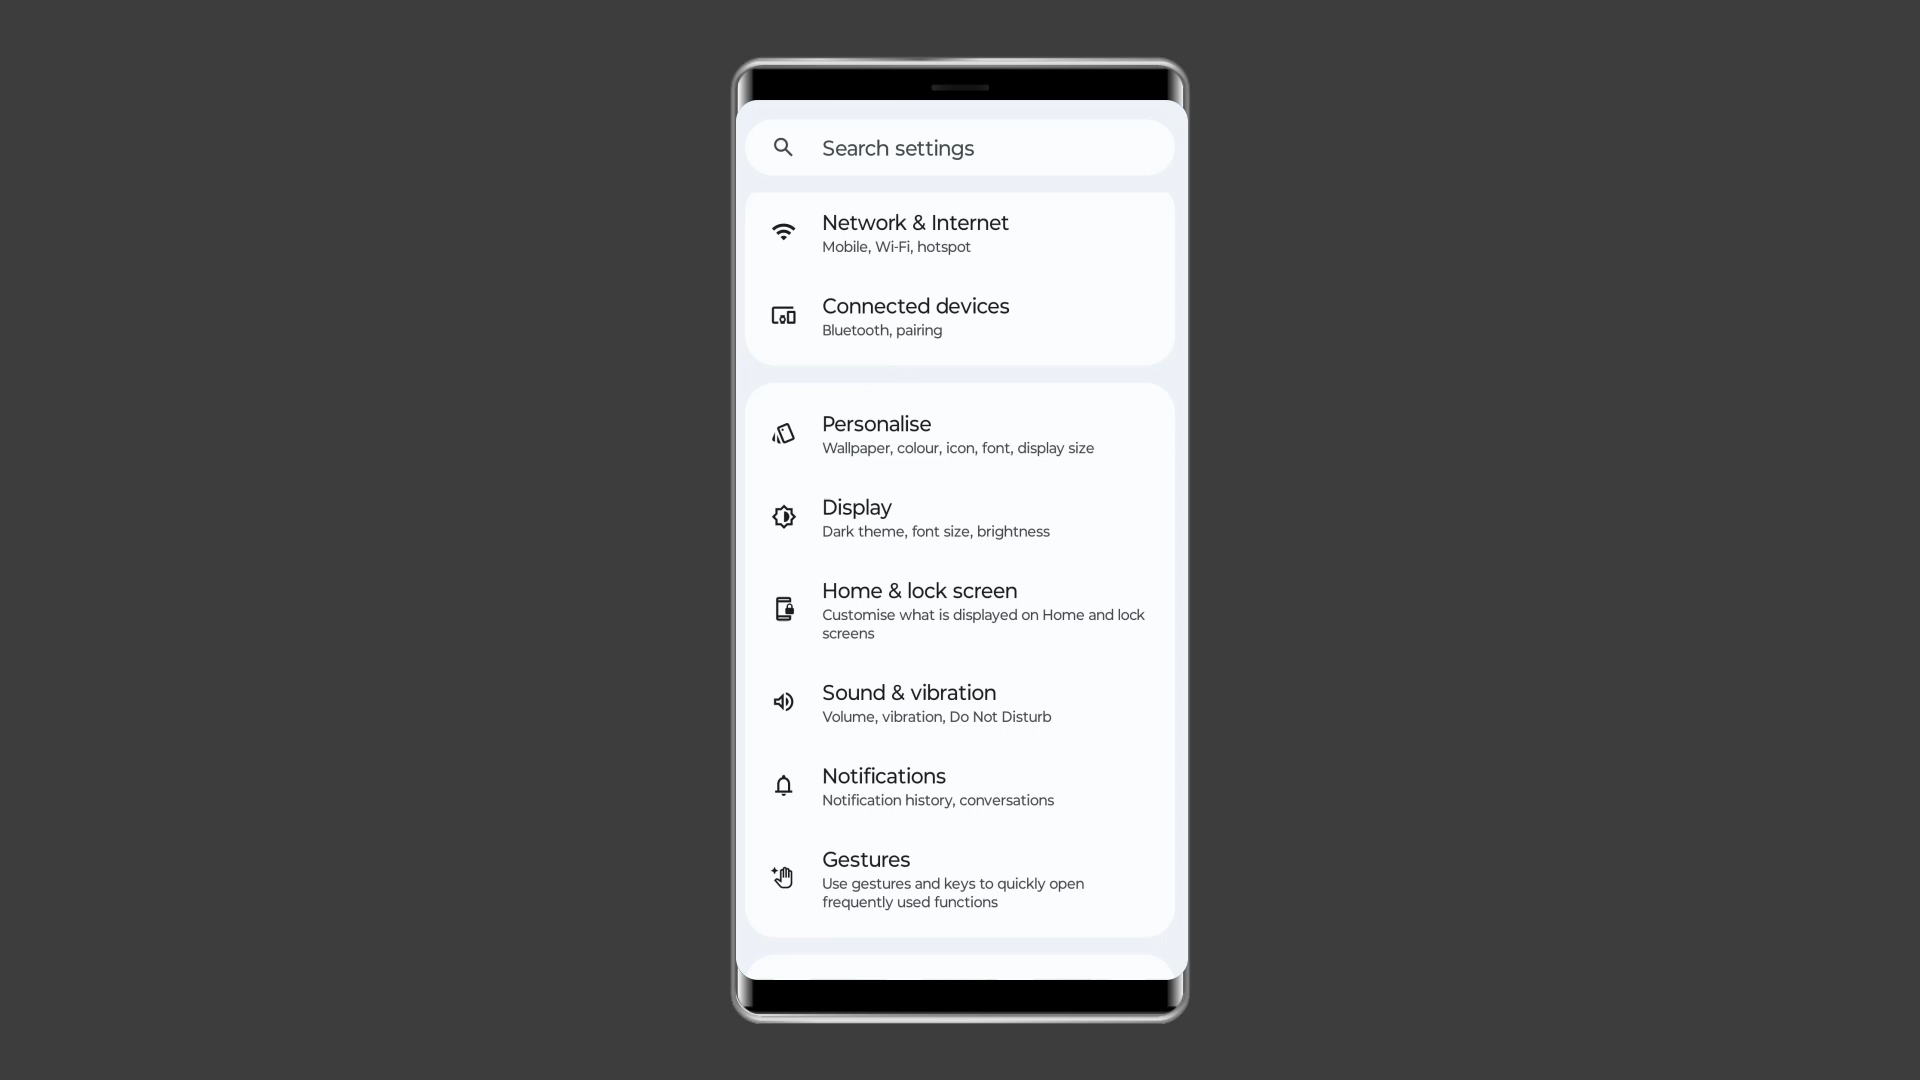 Search settings
Network & Internet
Mobile, Wi-Fi, hotspot
Connected devices
Bluetooth, pairing
Personalise
Wallpaper, colour, icon, font, display size
Display
Dark theme, font size, brightness
Home & lock screen
Customise what is displayed on Home and lock
screens
Sound & vibration
Volume, vibration, Do Not Disturb
Notifications
Notification history, conversations
Gestures
Use gestures and keys to quickly open
frequently used functions